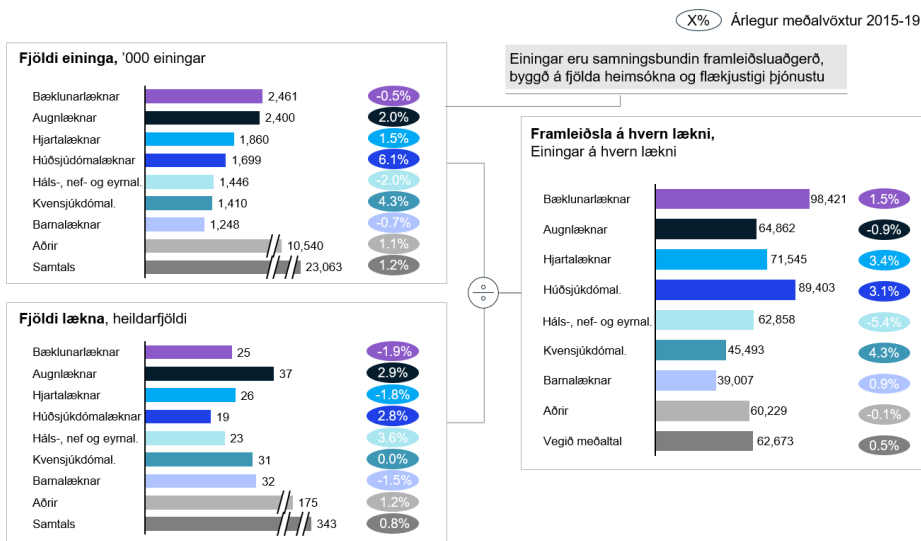 X% Árlegur meðalvöxtur 2015-19
Fjöldi eininga, '000 einingar
Bæklunarlæknar 2,461 -0.5%
Augnlæknar 2,400 2.0%
Hjartalæknar 1,860 1.5%
Húðsjúdómalæknar 1,699 6.1%
Háls-, nef- og eyrnal. 1,446 -2.0%
Kvensjúkdómal. 1,410 4.3%
Barnalæknar 1,248 -0.7%
Aðrir 10,540 1.1%
Samtals 23,063 1.2%
Einingar eru samningsbundin framleiðsluaðgerð,
byggð á fjölda heimsókna og flækjustigi þjónustu
Fjöldi lækna, heildarfjöldi
Bæklunarlæknar 25 -1.9%
Augnlæknar 37 2.9%
Hjartalæknar 26 -1.8%
Húðsjúkdómalæknar 19 2.8%
Háls-, nef og eyrnal. 23 3.6%
Kvensjúkdómal. 31 0.0%
Barnalæknar 32 -1.5%
Aðrir 175 1.2%
Samtals 343 0.8%
÷
Framleiðsla á hvern lækni,
Einingar á hvern lækni
Bæklunarlæknar 98,421 1.5%
Augnlæknar 64,862 -0.9%
Hjartalæknar 71,545 3.4%
Húðsjúkdómal. 89,403 3.1%
Háls-, nef- og eyrnal. 62,858 -5.4%
Kvensjúkdómal. 45,493 4.3%
Barnalæknar 39,007 0.9%
Aðrir 60,229 -0.1%
Vegið meðaltal 62,673 0.5%